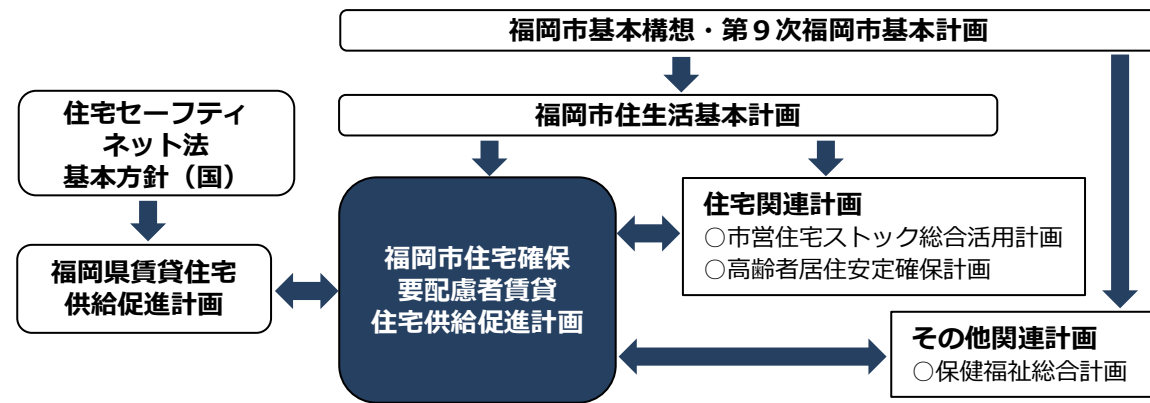 福岡市基本構想・第９次福岡市基本計画
福岡市住生活基本計画
住宅セーフティ
ネット法
基本方針（国）
福岡県賃貸住宅
供給促進計画
福岡市住宅確保
要配慮者賃貸
住宅供給促進計画
住宅関連計画
○市営住宅ストック総合活用計画
○高齢者居住安定確保計画
その他関連計画
○保健福祉総合計画